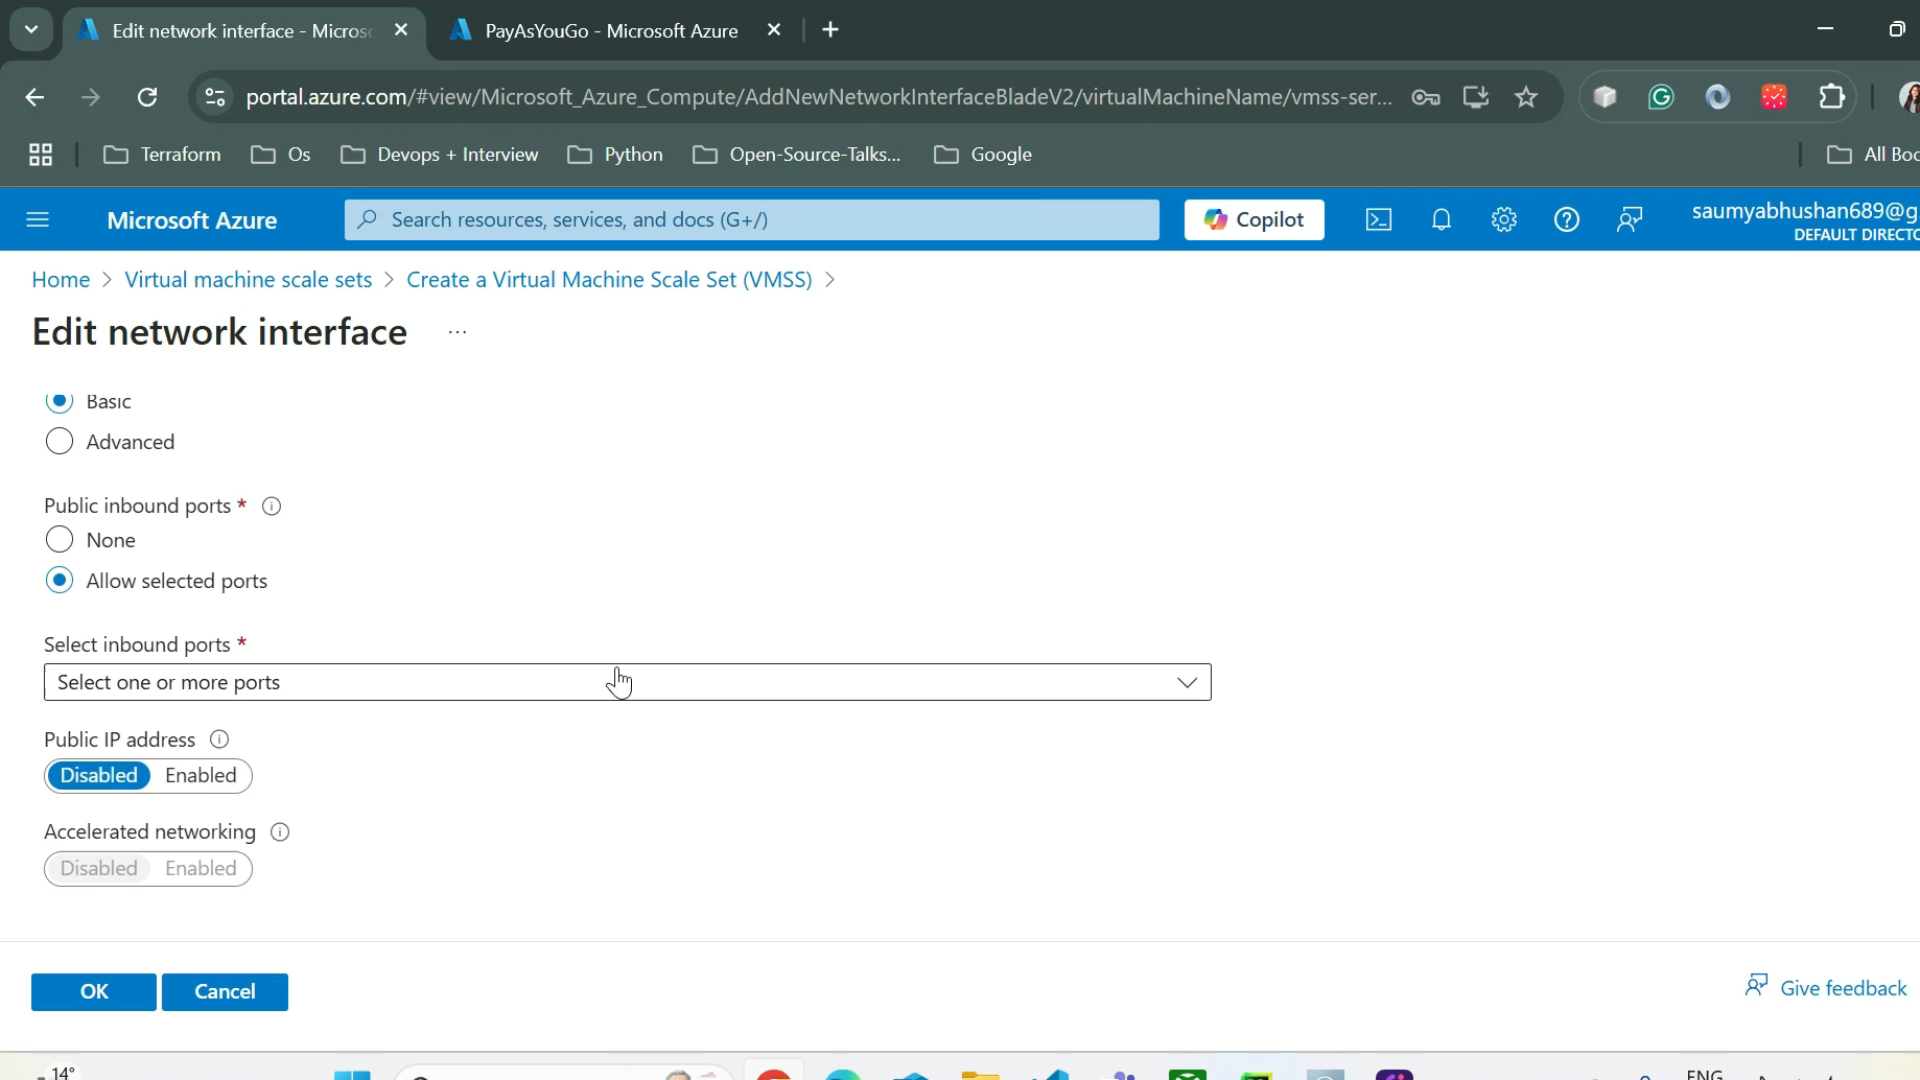 Edit network interface - Micros
PayAsYouGo - Microsoft Azure
portal.azure.com/#view/Microsoft_Azure_Compute/AddNewNetworkInterfaceBladeV2/virtualMachineName/vmss-ser...
Terraform
Os
Devops + Interview
Python
Open-Source-Talks...
Google
All Boo
Microsoft Azure
Search resources, services, and docs (G+/)
Copilot
saumyabhushan689@g
DEFAULT DIRECTO
Home > Virtual machine scale sets > Create a Virtual Machine Scale Set (VMSS) >
Edit network interface ...
Basic
Advanced
Public inbound ports *
None
Allow selected ports
Select inbound ports *
Select one or more ports
Public IP address
Disabled Enabled
Accelerated networking
Disabled Enabled
OK Cancel
Give feedback
14°
ENG